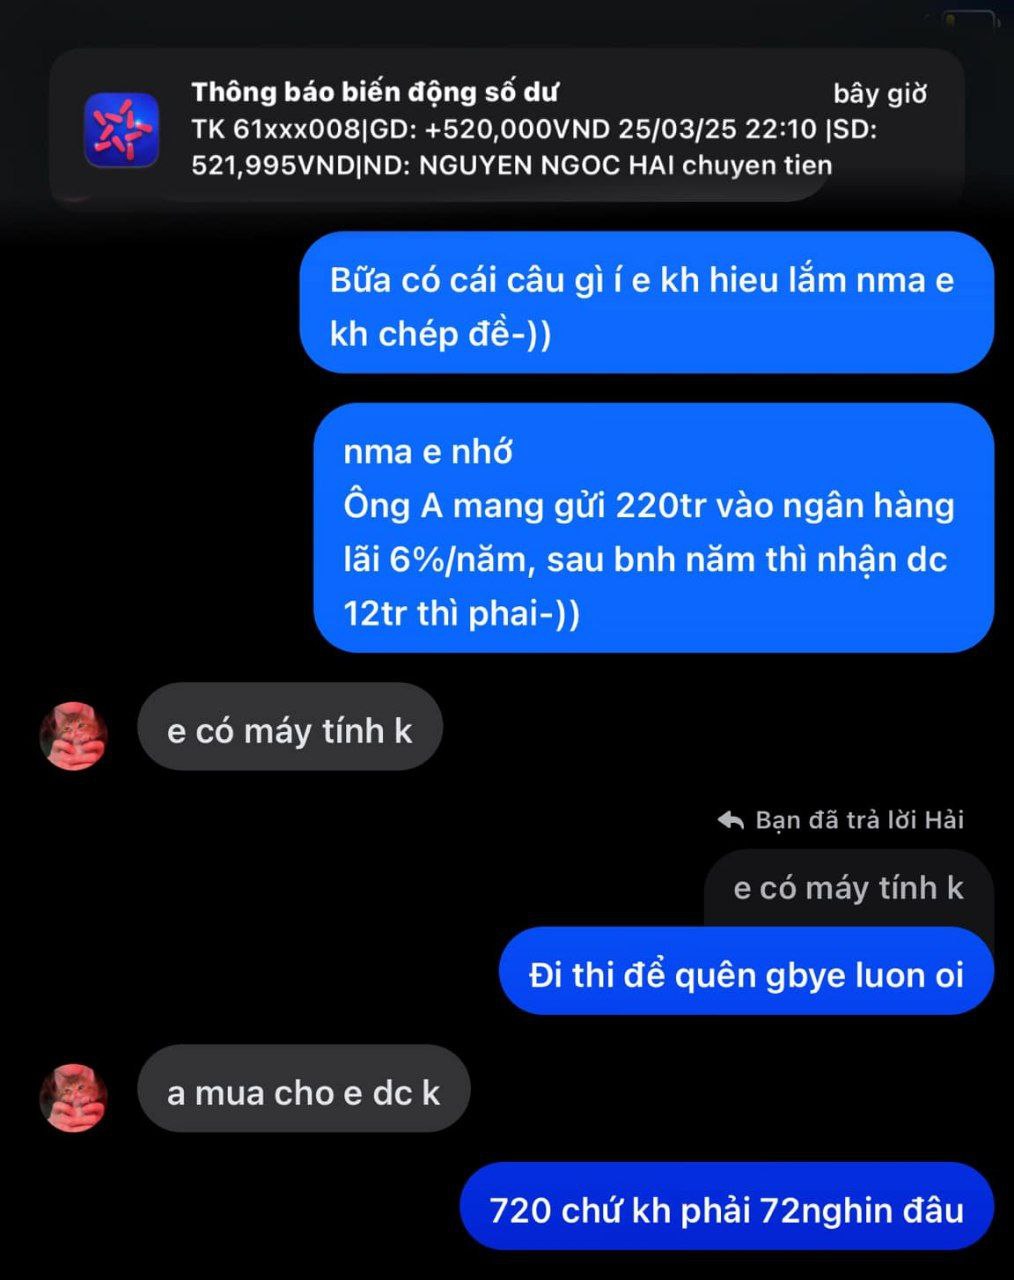 Thông báo biến động số dư
bây giờ
TK 61xxx008|GD: +520,000VND 25/03/25 22:10 |SD:
521,995VND|ND: NGUYEN NGOC HAI chuyen tien
Bữa có cái câu gì í e kh hieu lắm nma e
kh chép đề-))
nma e nhớ
Ông A mang gửi 220tr vào ngân hàng
lãi 6%/năm, sau bnh năm thì nhận dc
12tr thì phai-))
e có máy tính k
Bạn đã trả lời Hải
e có máy tính k
Đi thi để quên gbye luon oi
a mua cho e dc k
720 chứ kh phải 72nghin đâu